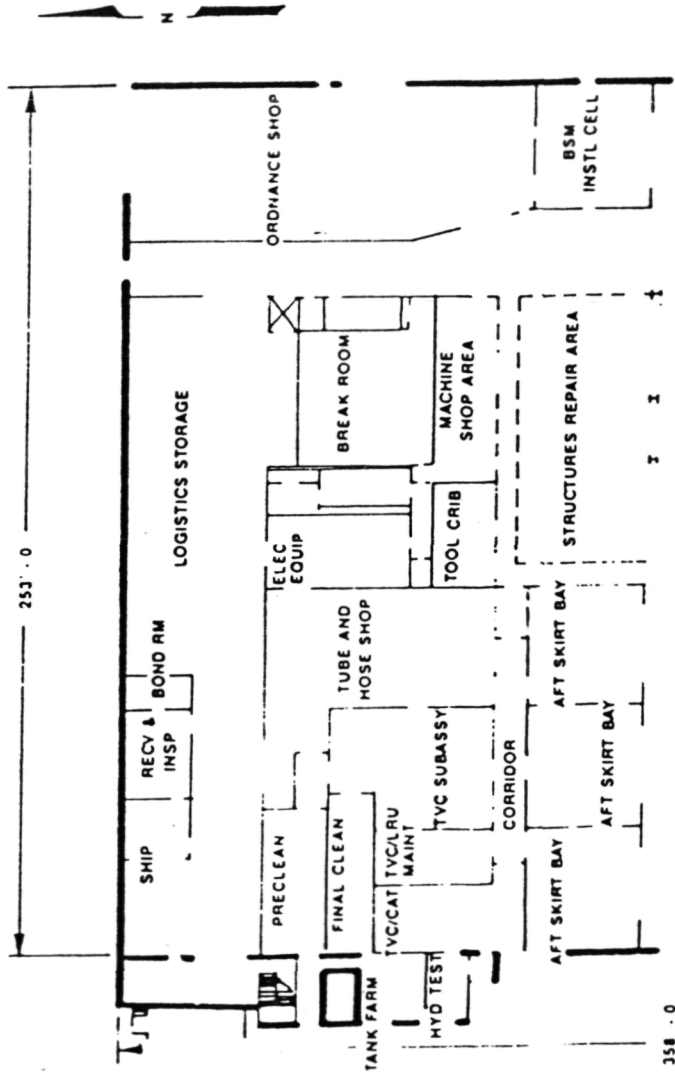 N
253'-0
ORDNANCE SHOP
BSM
INSTL CELL
LOGISTICS STORAGE
BREAK ROOM
MACHINE
SHOP AREA
STRUCTURES REPAIR AREA
ELEC
EQUIP
TOOL CRIB
BOND RM
RECV &
INSP
SHIP
TUBE AND
HOSE SHOP
PRECLEAN
FINAL CLEAN
TVC SUBASSY
TVC/LRU
MAINT
TVC/CAT
CORRIDOR
AFT SKIRT BAY
AFT SKIRT BAY
AFT SKIRT BAY
TANK FARM
HYD TEST
358-0